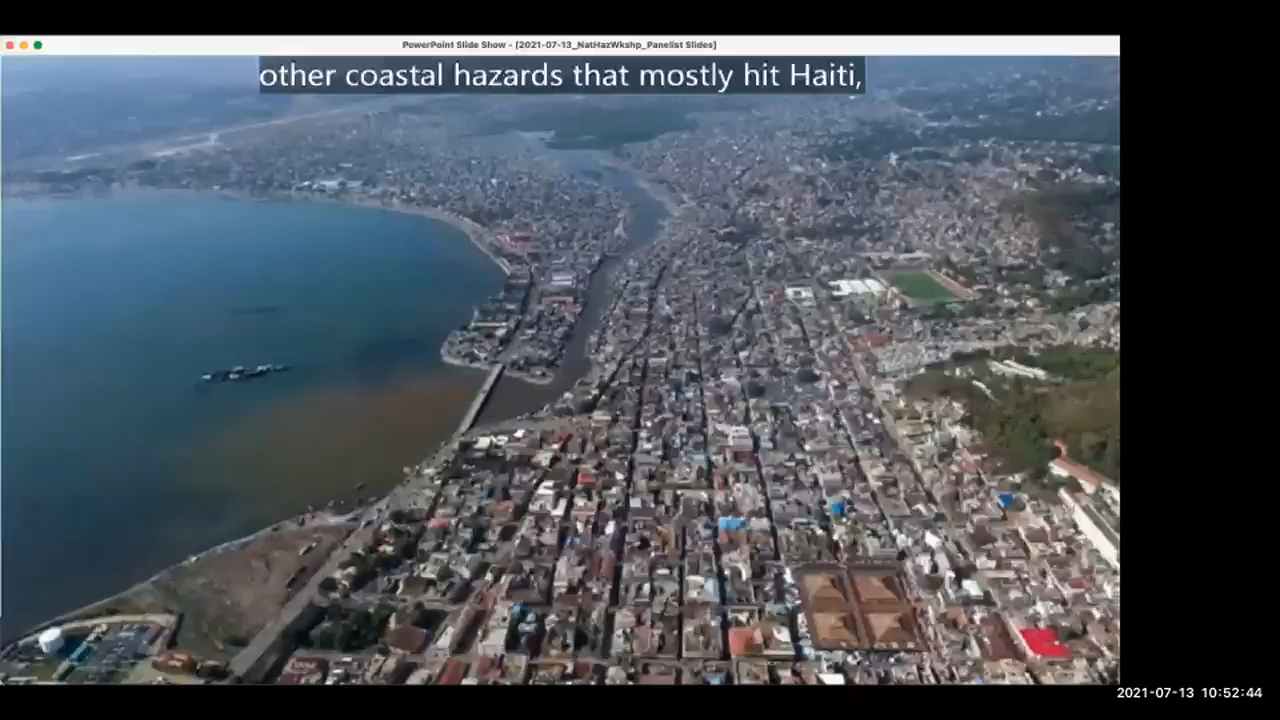 PowerPoint Slide Show - [2021-07-13_NatHazWkshp_Panelist Slides]
other coastal hazards that mostly hit Haiti,
2021-07-13 10:52:44